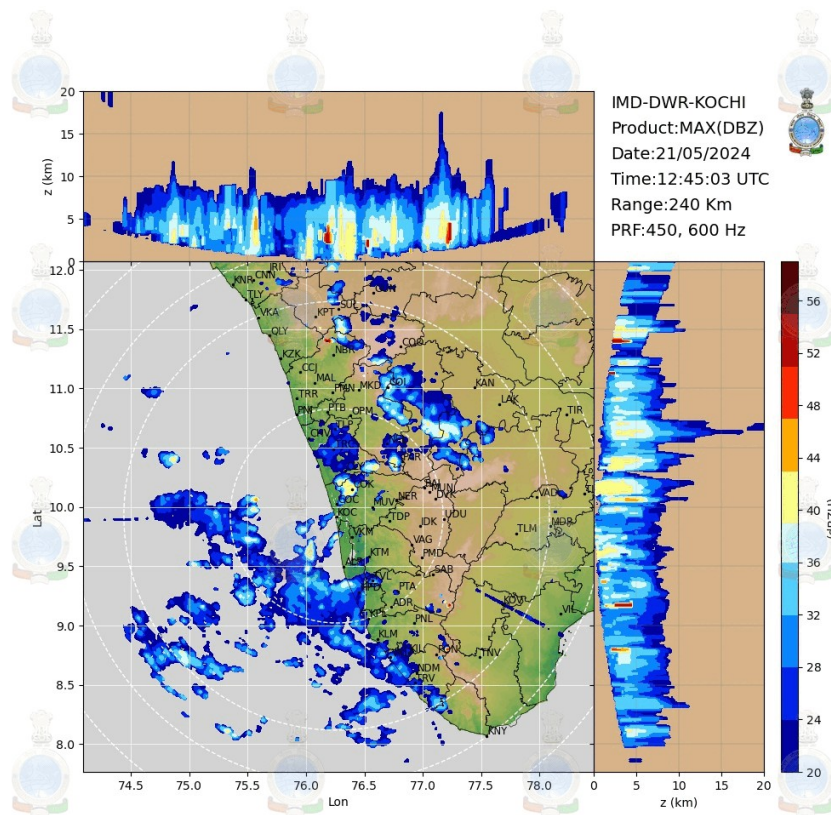 IMD-DWR-KOCHI
Product:MAX(DBZ)
Date:21/05/2024
Time:12:45:03 UTC
Range:240 Km
PRF:450, 600 Hz
20
15
10
5
0
z (km)
12.0
11.5
11.0
10.5
10.0
9.5
9.0
8.5
8.0
Lat
74.5
75.0
75.5
76.0
76.5
77.0
77.5
78.0
Lon
0
5
10
15
20
z (km)
56
52
48
44
40
36
32
28
24
20
IRI
CNN
KNR
TLY
VKA
KPT
QLY
KZK
CCJ
MAL
TRR
PNI
PTB
OPM
MKD
KAN
LAK
TIR
NER
TDP
IDK
UDU
VAG
PMD
SAB
KTM
VKM
KOC
PTA
ADR
PNL
KLM
TNV
KNY
TLM
MDR
VAD